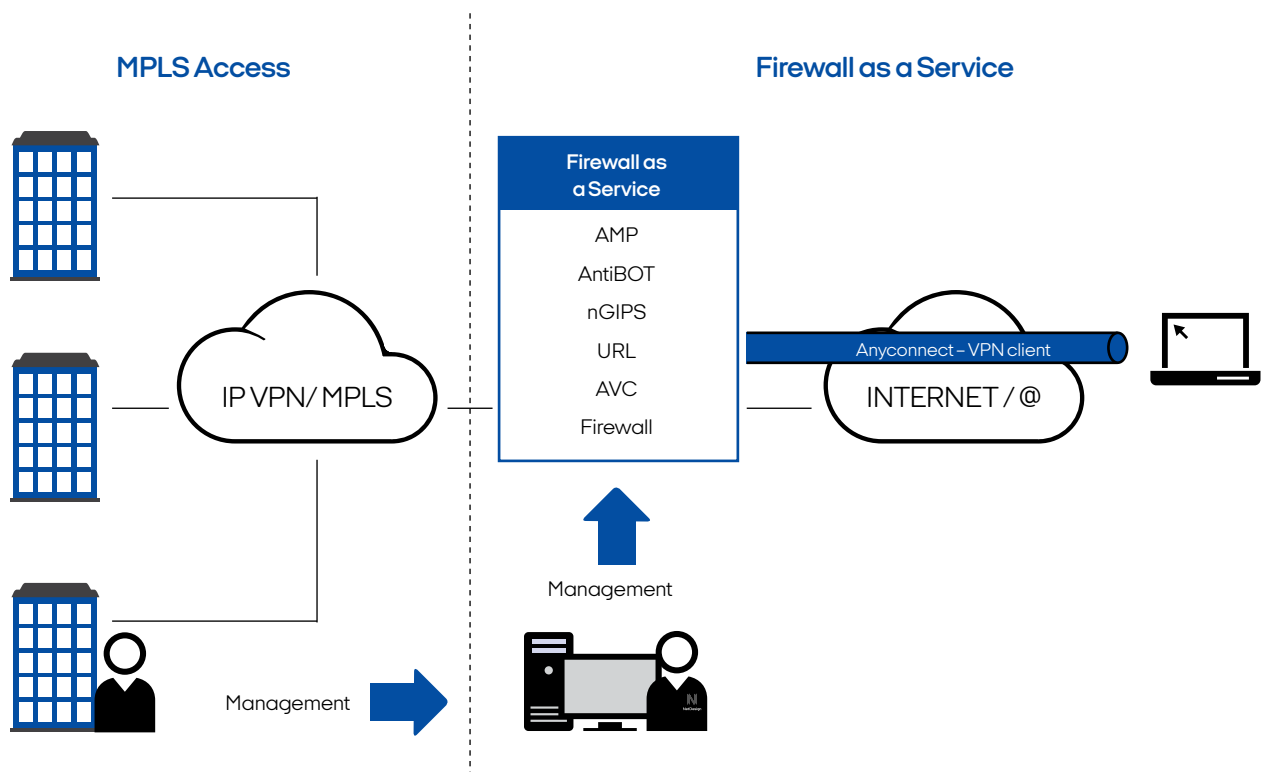 MPLS Access
Firewall as a Service
Firewall as
a Service
AMP
AntiBOT
nGIPS
URL
AVC
Firewall
IP VPN/ MPLS
Anyconnect – VPN client
INTERNET / @
Management
Management
N
NetDesign